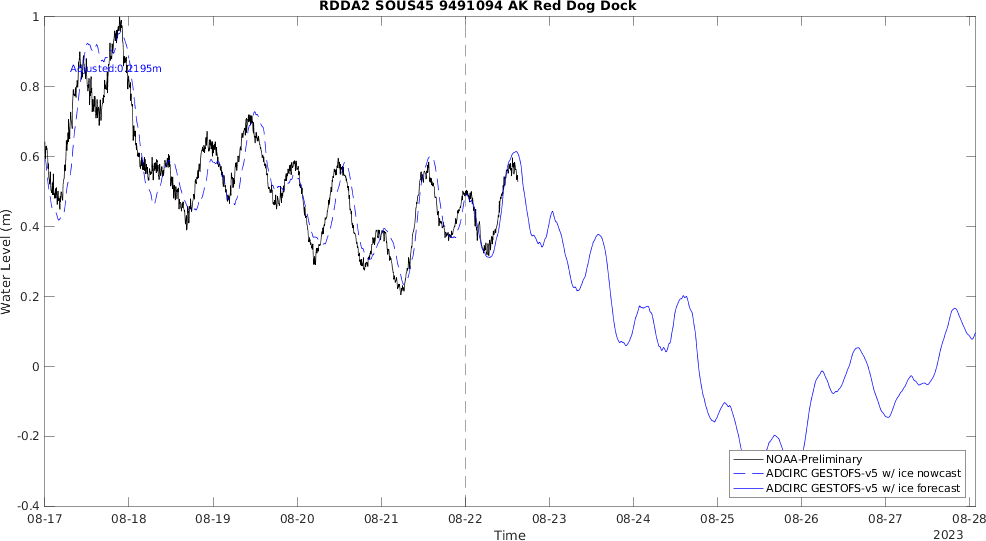 RDDA2 SOUS45 9491094 AK Red Dog Dock
Water Level (m)
1
0.8
0.6
0.4
0.2
0
-0.2
-0.4
Adjusted:0.2195m
NOAA-Preliminary
ADCIRC GESTOFS-v5 w/ ice nowcast
ADCIRC GESTOFS-v5 w/ ice forecast
08-17 08-18 08-19 08-20 08-21 08-22 08-23 08-24 08-25 08-26 08-27 08-28
Time
2023